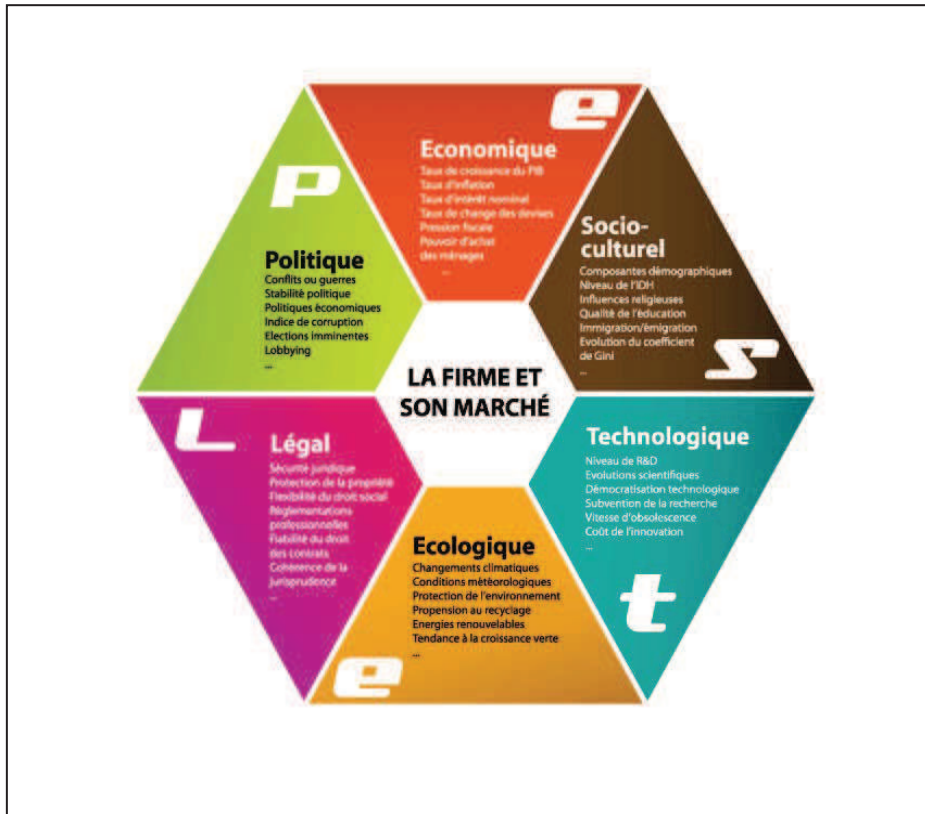 P
Politique
Conflits ou guerres
Stabilité politique
Politiques économiques
Indice de corruption
Elections imminentes
Lobbying
...
e
Economique
Taux de croissance du PIB
Taux d'inflation
Taux d'intérêt nominal
Taux de change des devises
Pression fiscale
Pouvoir d'achat
des ménages
...
Socio-
culturel
Composantes démographiques
Niveau de l'IDH
Influences religieuses
Qualité de l'éducation
Immigration/émigration
Evolution du coefficient
de Gini
...
s
LA FIRME ET
SON MARCHÉ
Technologique
Niveau de R&D
Evolutions scientifiques
Démocratisation technologique
Subvention de la recherche
Vitesse d'obsolescence
Coût de l'innovation
...
t
Ecologique
Changements climatiques
Conditions météorologiques
Protection de l'environnement
Propension au recyclage
Energies renouvelables
Tendance à la croissance verte
...
e
L
Légal
Sécurité juridique
Protection de la propriété
Flexibilité du droit social
Réglementations
professionnelles
Fiabilité du droit
des contrats
Cohérence de la
jurisprudence
...